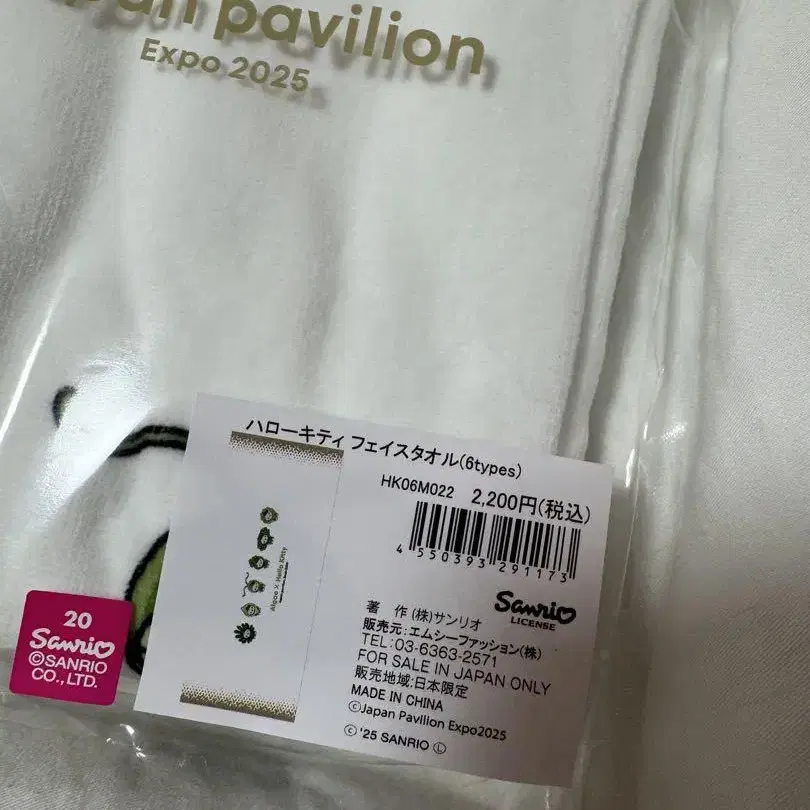 pan pavilion
Expo 2025
ハローキティ フェイスタオル(6types)
HK06M022 2,200円(税込)
4 550393 291173
Algae × Hello Kitty
Sanrio
LICENSE
著 作 (株)サンリオ
販売元:エムシーファッション(株)
TEL:03-6363-2571
FOR SALE IN JAPAN ONLY
販売地域:日本限定
MADE IN CHINA
©Japan Pavilion Expo2025
© '25 SANRIO Ⓛ
20
Sanrio
©SANRIO
CO.,LTD.